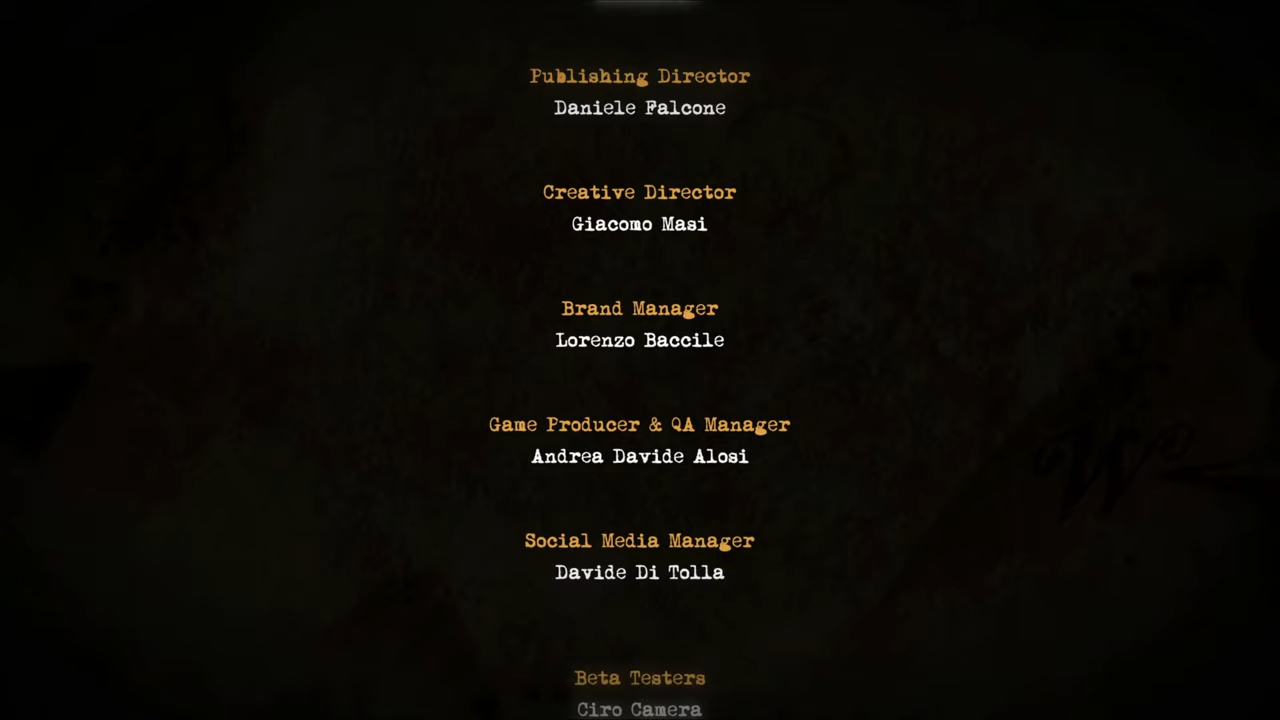 Publishing Director
Daniele Falcone
Creative Director
Giacomo Masi
Brand Manager
Lorenzo Baccile
Game Producer & QA Manager
Andrea Davide Alosi
Social Media Manager
Davide Di Tolla
Beta Testers
Ciro Camera